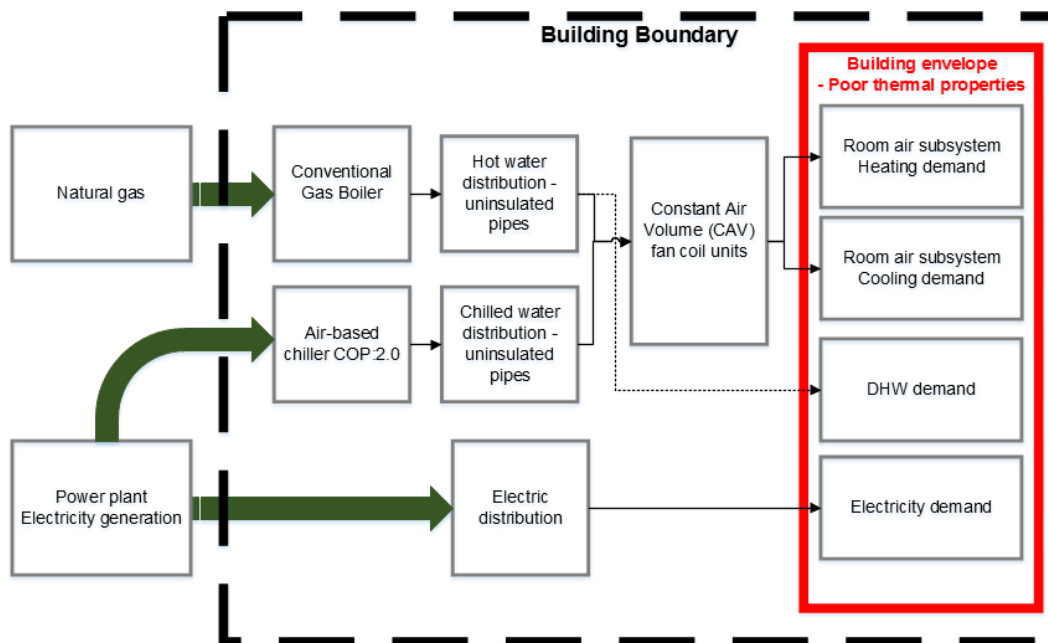 Building Boundary
Building envelope
- Poor thermal properties
Natural gas
Conventional
Gas Boiler
Hot water
distribution -
uninsulated
pipes
Constant Air
Volume (CAV)
fan coil units
Room air subsystem
Heating demand
Room air subsystem
Cooling demand
Air-based
chiller COP:2.0
Chilled water
distribution -
uninsulated
pipes
DHW demand
Power plant
Electricity generation
Electric
distribution
Electricity demand